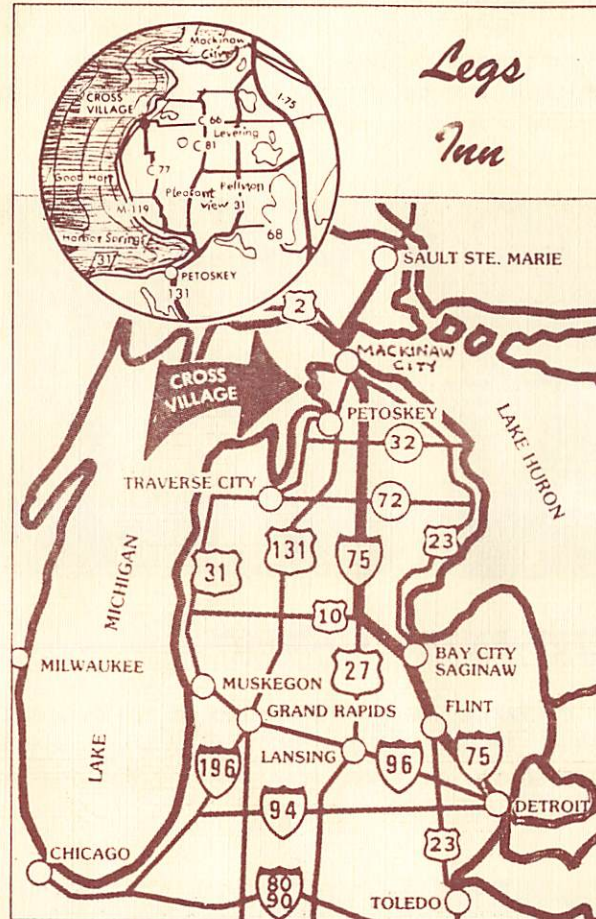 Legs
Inn
Mackinaw
City
CROSS
VILLAGE
I-75
C 66
Levering
C 81
Good Hart
C 77
Pleasant
view
Pellston
31
M-119
Harbor Springs
31
68
PETOSKEY
131
SAULT STE. MARIE
2
MACKINAW
CITY
CROSS
VILLAGE
PETOSKEY
LAKE HURON
32
TRAVERSE CITY
72
31
131
75
23
LAKE MICHIGAN
10
BAY CITY
SAGINAW
MILWAUKEE
27
MUSKEGON
GRAND RAPIDS
FLINT
LANSING
196
96
75
94
DETROIT
CHICAGO
23
80
90
TOLEDO